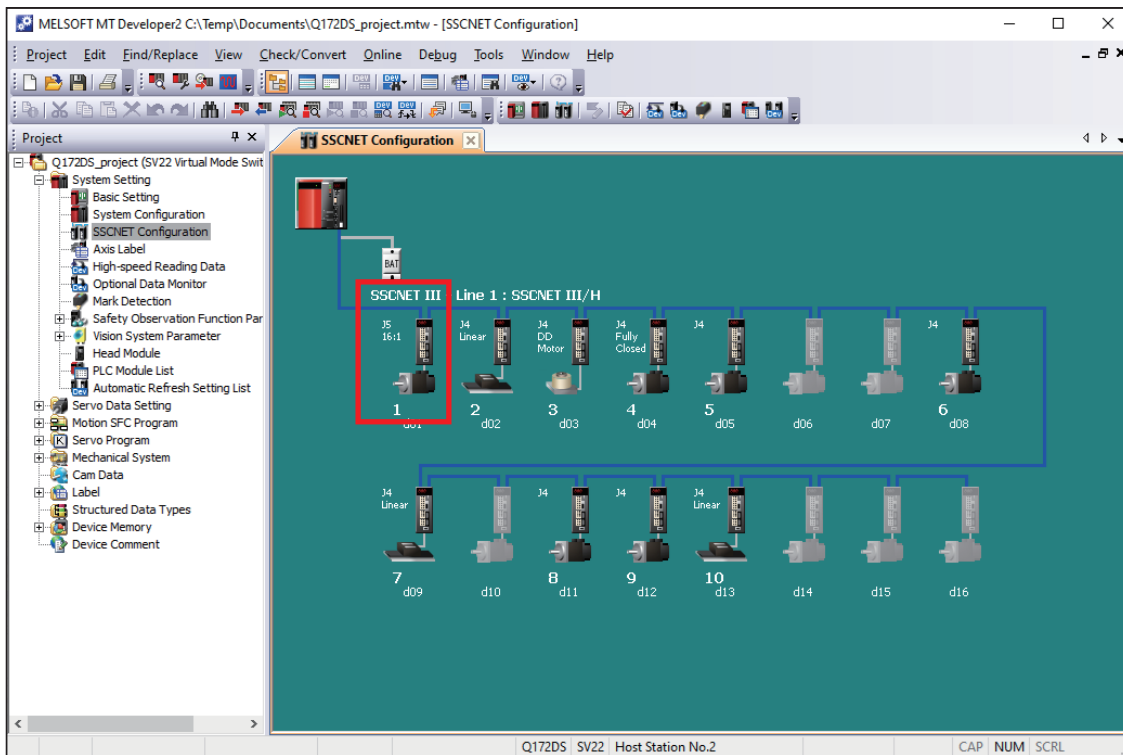 MELSOFT MT Developer2 C:\Temp\Documents\Q172DS_project.mtw - [SSCNET Configuration]
Project Edit Find/Replace View Check/Convert Online Debug Tools Window Help
Project
SSCNET Configuration
Q172DS_project (SV22 Virtual Mode Swit
System Setting
Basic Setting
System Configuration
SSCNET Configuration
Axis Label
High-speed Reading Data
Optional Data Monitor
Mark Detection
Safety Observation Function Par
Vision System Parameter
Head Module
PLC Module List
Automatic Refresh Setting List
Servo Data Setting
Motion SFC Program
Servo Program
Mechanical System
Cam Data
Label
Structured Data Types
Device Memory
Device Comment
BAT
SSCNET III Line 1 : SSCNET III/H
J5 16:1
J4 Linear
J4 DD Motor
J4 Fully Closed
J4
J4
1 2 3 4 5 6
d01 d02 d03 d04 d05 d06 d07 d08
J4 Linear
J4
J4
J4 Linear
7 8 9 10
d09 d10 d11 d12 d13 d14 d15 d16
Q172DS SV22 Host Station No.2 CAP NUM SCRL